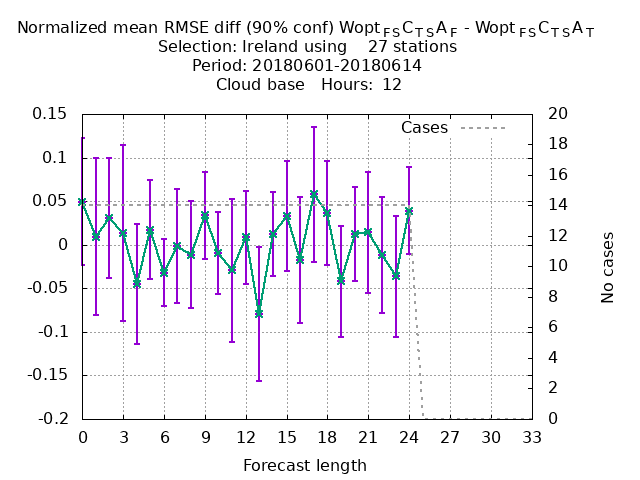 Normalized mean RMSE diff (90% conf) Wopt FS C T S A F - Wopt FS C T S A T
Selection: Ireland using 27 stations
Period: 20180601-20180614
Cloud base Hours: 12
Cases
0.15
0.1
0.05
0
-0.05
-0.1
-0.15
-0.2
20
18
16
14
12
10
8
6
4
2
0
No cases
0 3 6 9 12 15 18 21 24 27 30 33
Forecast length